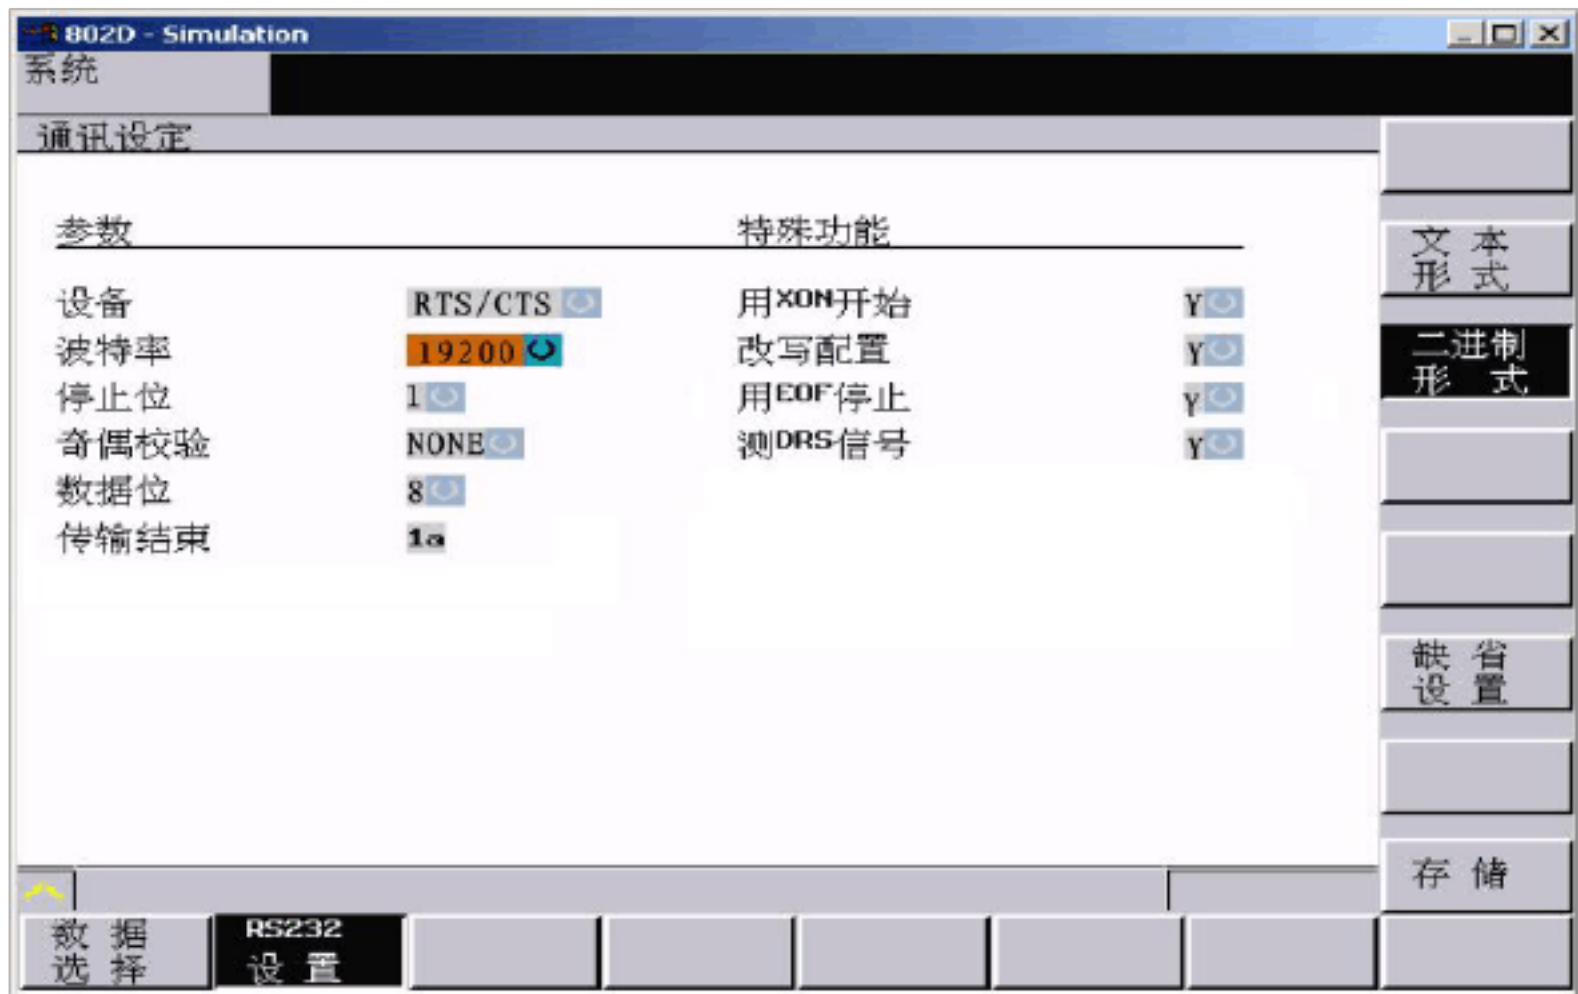 802D - Simulation
系统
通讯设定
参数
特殊功能
设备 RTS/CTS
用XON开始 Y
波特率 19200
改写配置 Y
停止位 1
用EOF停止 Y
奇偶校验 NONE
测DRS信号 Y
数据位 8
传输结束 1a
文本
形式
二进制
形式
缺省
设置
存储
数据
选择
RS232
设置